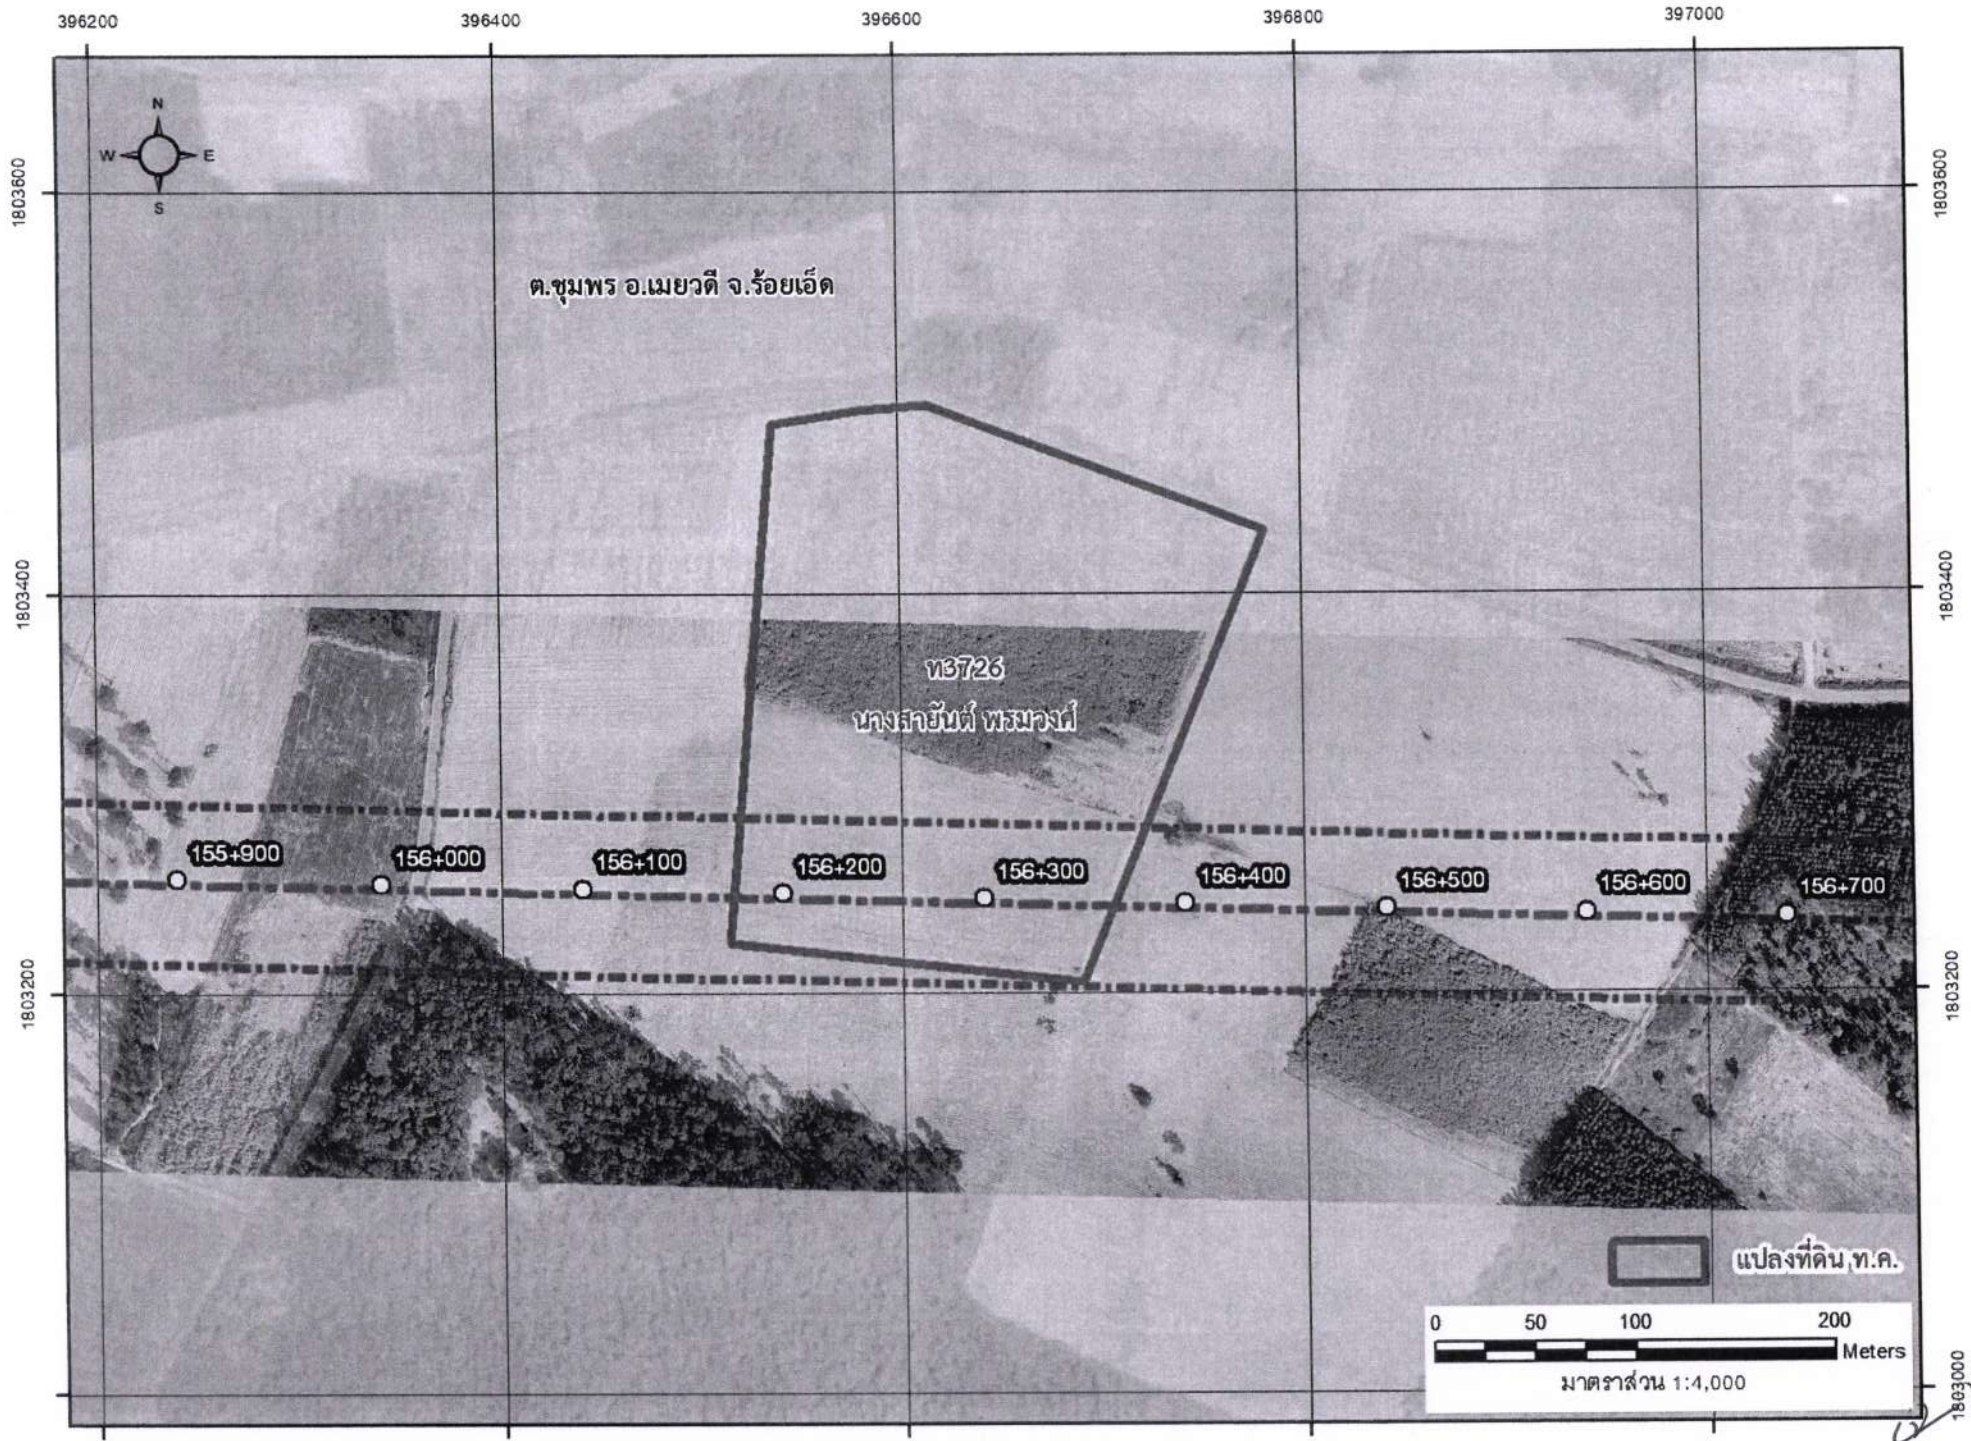 396200 396400 396600 396800 397000
N
W E
S
1803600 1803600
ต.ชุมพร อ.เมยวดี จ.ร้อยเอ็ด
1803400 1803400
ท3726
นางสายันต์ พรมวงศ์
155+900 156+000 156+100 156+200 156+300 156+400 156+500 156+600 156+700
1803200 1803200
แปลงที่ดิน ท.ค.
0 50 100 200
Meters
มาตราส่วน 1:4,000
1803000